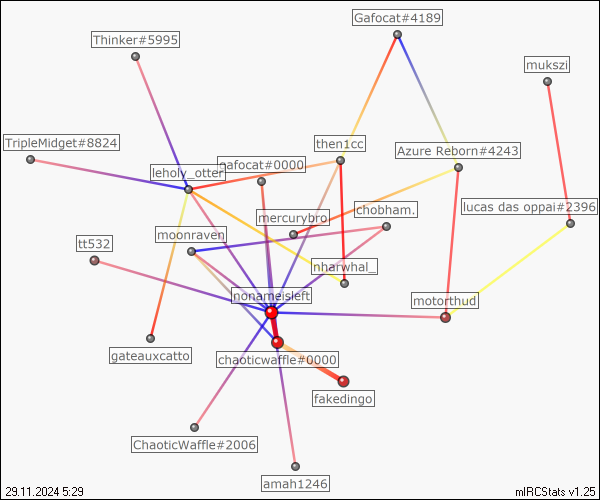 Gafocat#4189
Thinker#5995
mukszi
TripleMidget#8824
then1cc
Azure Reborn#4243
leholy_otter
gafocat#0000
lucas das oppai#2396
chobham.
mercurybro
moonraven
tt532
nharwhal_
nonameisleft
motorthud
gateauxcatto
chaoticwaffle#0000
fakedingo
ChaoticWaffle#2006
amah1246
29.11.2024 5:29
mIRCStats v1.25